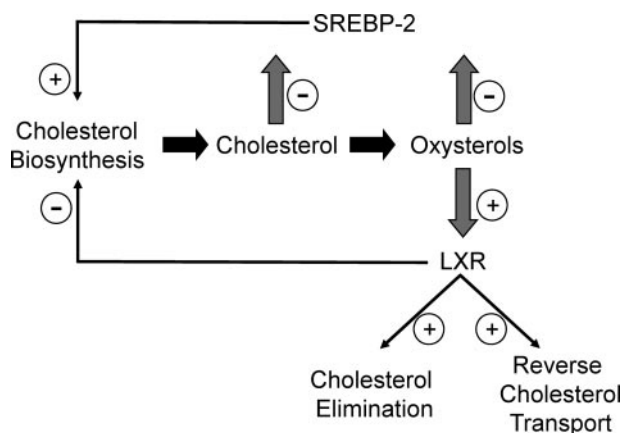 SREBP-2
+
−
−
Cholesterol
Biosynthesis
Cholesterol
Oxysterols
−
+
LXR
+
+
Cholesterol
Elimination
Reverse
Cholesterol
Transport